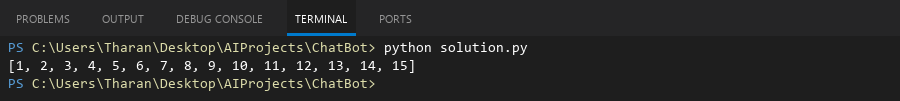 PROBLEMS OUTPUT DEBUG CONSOLE TERMINAL PORTS
PS C:\Users\Tharan\Desktop\AIProjects\ChatBot> python solution.py
[1, 2, 3, 4, 5, 6, 7, 8, 9, 10, 11, 12, 13, 14, 15]
PS C:\Users\Tharan\Desktop\AIProjects\ChatBot>